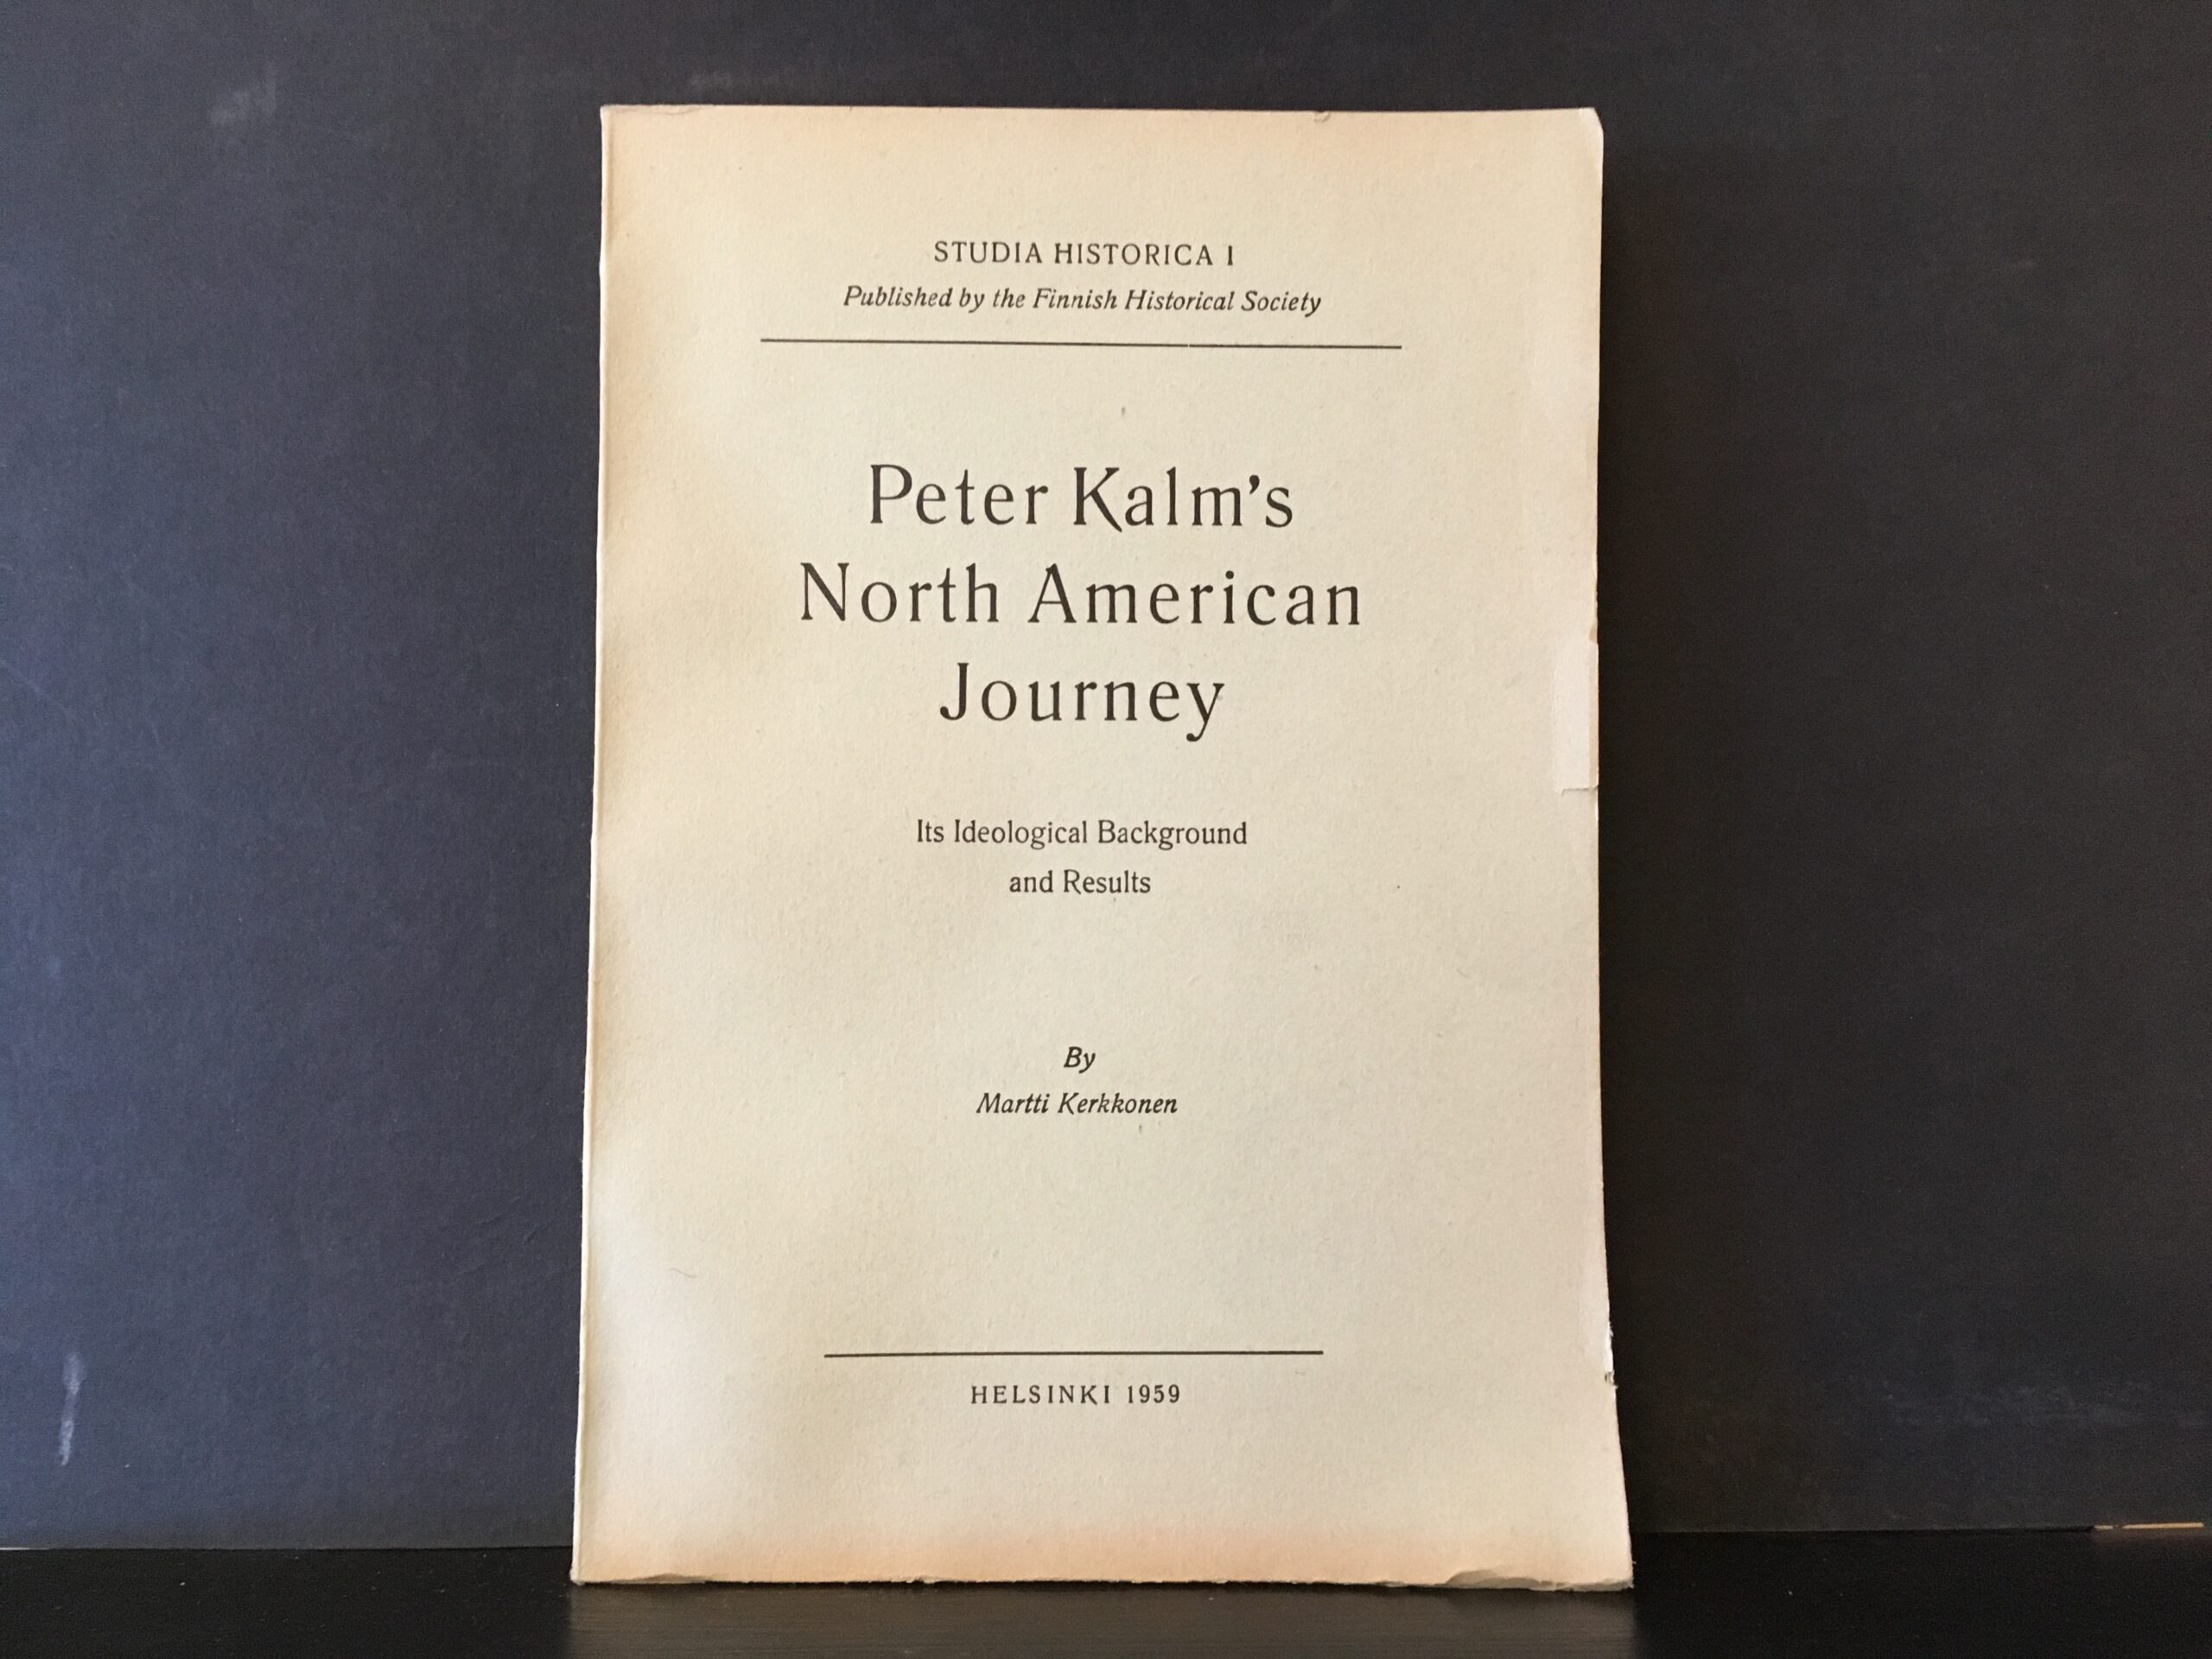 STUDIA HISTORICA I
Published by the Finnish Historical Society
Peter Kalm's
North American
Journey
Its Ideological Background
and Results
By
Martti Kerkkonen
HELSINKI 1959